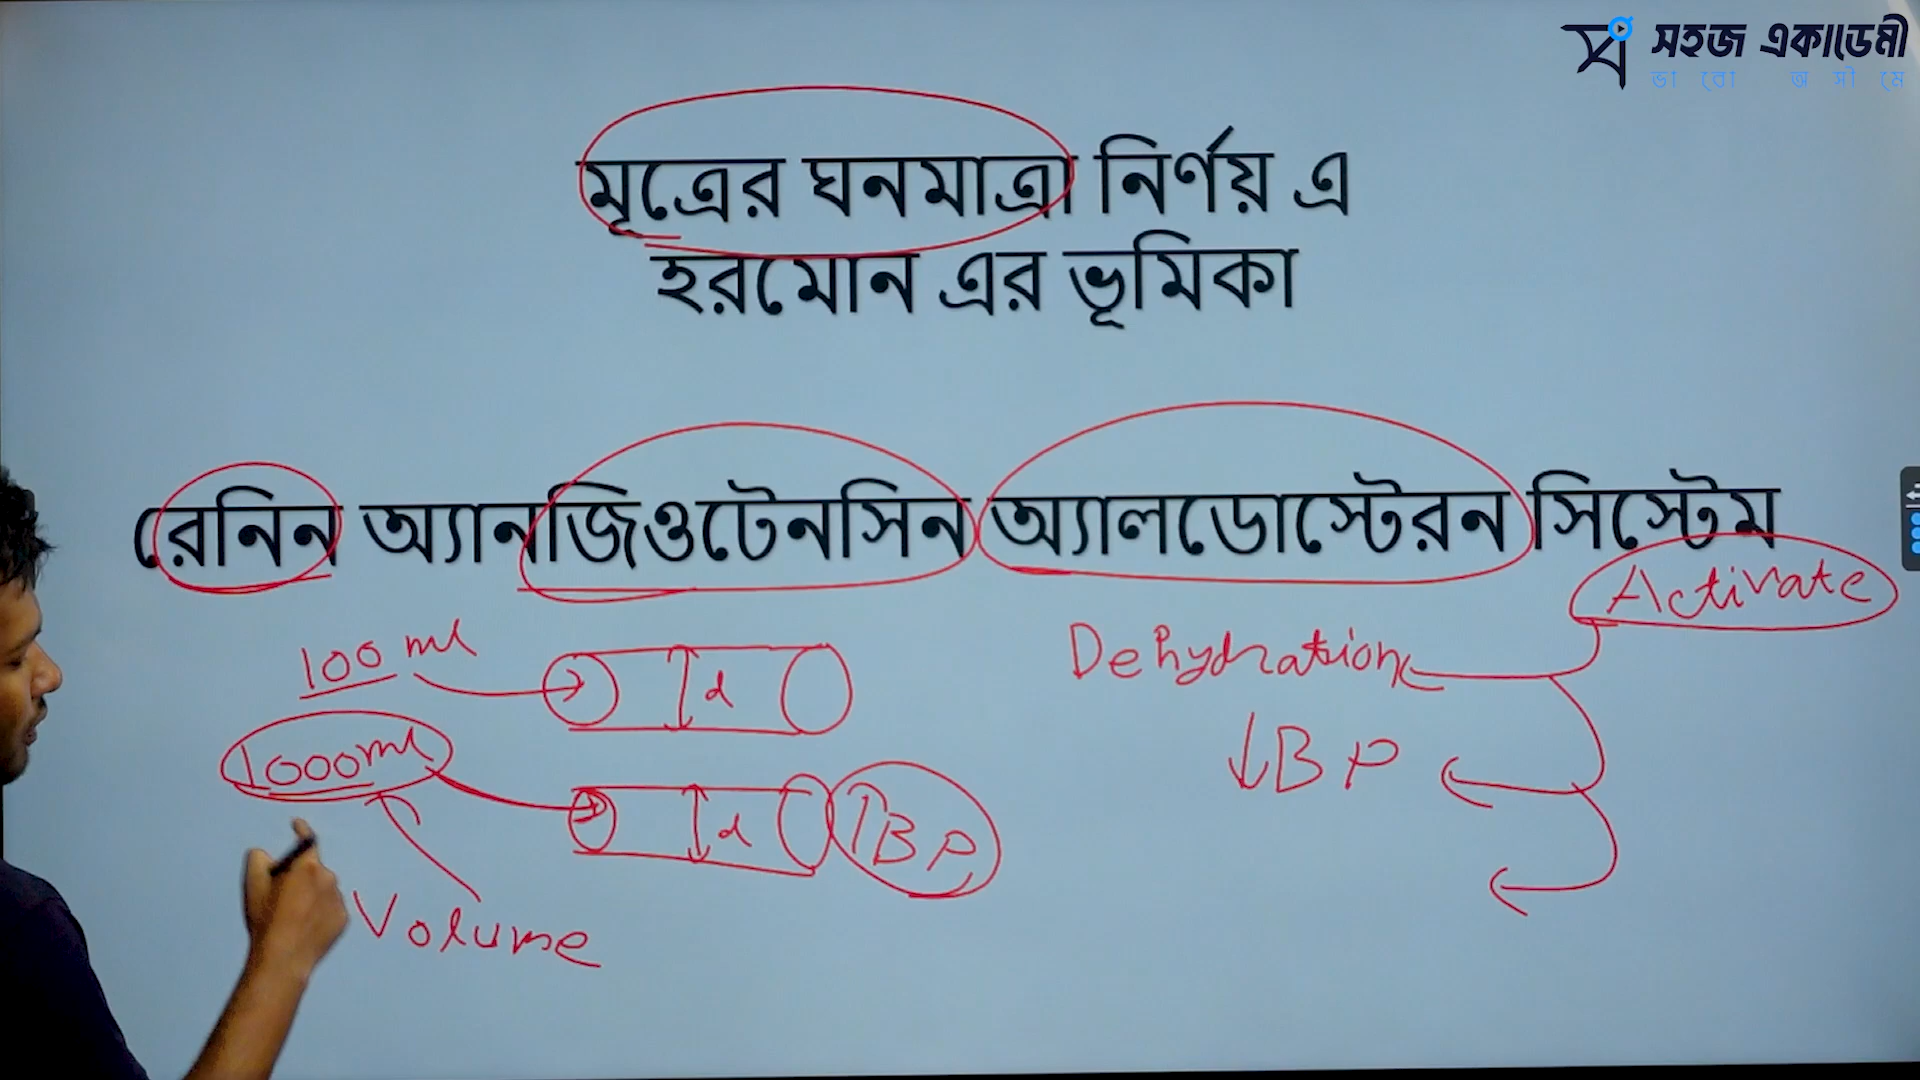 সহজ একাডেমী
ভাবো অসীমে
মূত্রের ঘনমাত্রা নির্ণয় এ
হরমোন এর ভূমিকা
রেনিন অ্যানজিওটেনসিন অ্যালডোস্টেরন সিস্টেম
Activate
100 ml
d
Dehydration
1000ml
d
↑BP
↓BP
Volume